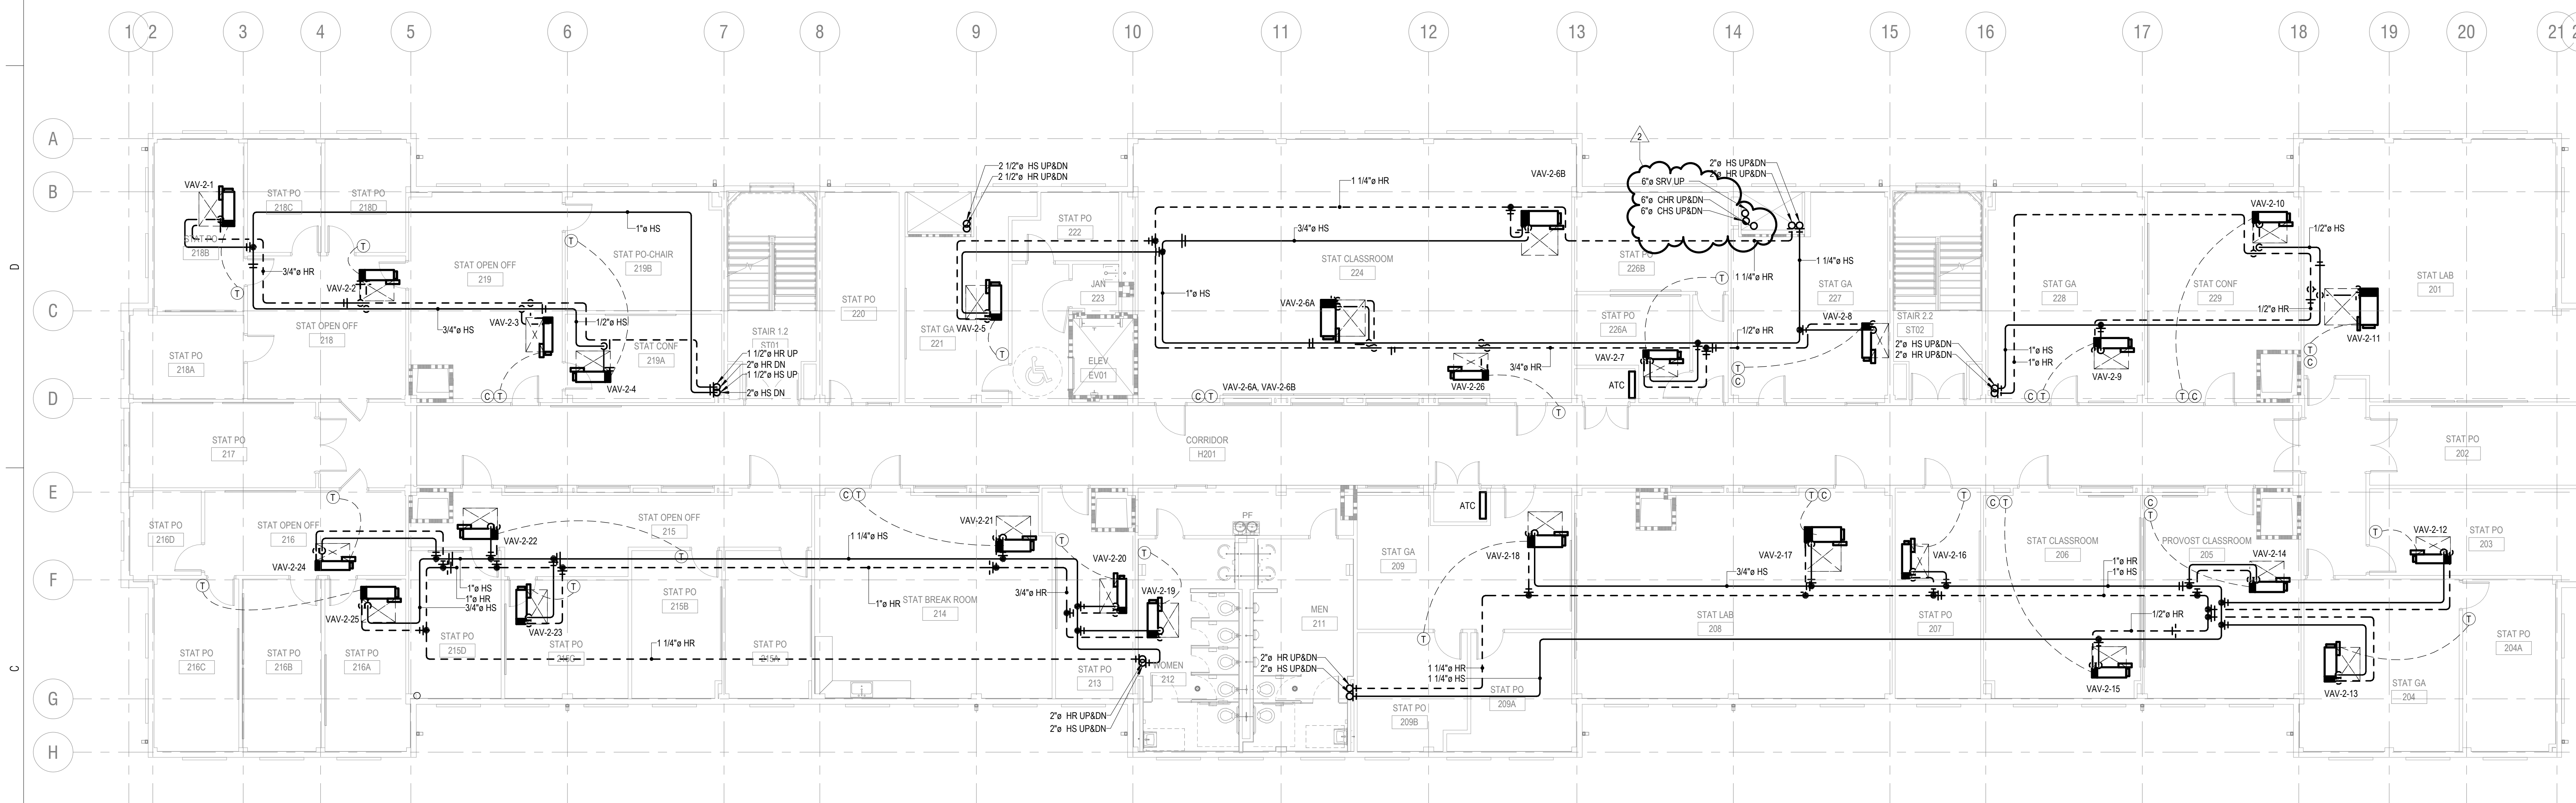 1 2 3 4 5 6 7 8 9 10 11 12 13 14 15 16 17 18 19 20 21
A
B
C
D
E
F
G
H
D
C
2
VAV-2-1
STAT PO
218B
STAT PO
218C
STAT PO
218D
1"ø HS
3/4"ø HR
T
T
VAV-2-2
STAT OPEN OFF
219
STAT PO-CHAIR
219B
T
VAV-2-3
3/4"ø HS
1/2"ø HS
STAT OPEN OFF
218
STAT PO
218A
STAT CONF
219A
VAV-2-4
C T
STAIR 1.2
ST01
1 1/2"ø HR UP
2"ø HR DN
1 1/2"ø HS UP
2"ø HS DN
STAT PO
220
2 1/2"ø HS UP&DN
2 1/2"ø HR UP&DN
STAT PO
222
JAN
223
STAT GA
221
VAV-2-5
T
ELEV
EV01
1 1/4"ø HR
3/4"ø HS
1"ø HS
STAT CLASSROOM
224
VAV-2-6A
VAV-2-6B
C T
VAV-2-6A, VAV-2-6B
VAV-2-26
T
3/4"ø HR
6"ø SRV UP
6"ø CHR UP&DN
6"ø CHS UP&DN
2"ø HS UP&DN
2"ø HR UP&DN
STAT PO
226B
1 1/4"ø HR
T
1 1/4"ø HS
STAT GA
227
STAT PO
226A
VAV-2-7
ATC
1/2"ø HR
VAV-2-8
T
C
STAIR 2.2
ST02
2"ø HS UP&DN
2"ø HR UP&DN
1"ø HS
1"ø HR
STAT GA
228
STAT CONF
229
VAV-2-10
1/2"ø HS
1/2"ø HR
VAV-2-9
C T
T C
VAV-2-11
T
C
STAT LAB
201
STAT PO
217
CORRIDOR
H201
STAT PO
202
STAT PO
216D
STAT OPEN OFF
216
T
VAV-2-24
VAV-2-22
STAT OPEN OFF
215
T
T
VAV-2-25
1"ø HS
1"ø HR
3/4"ø HS
VAV-2-23
T
STAT PO
216C
STAT PO
216B
STAT PO
216A
STAT PO
215D
STAT PO
215C
STAT PO
215B
STAT PO
215A
1 1/4"ø HR
C T
VAV-2-21
1 1/4"ø HS
1"ø HR
STAT BREAK ROOM
214
T
VAV-2-20
3/4"ø HR
T
VAV-2-19
STAT PO
213
WOMEN
212
2"ø HR UP&DN
2"ø HS UP&DN
PF
MEN
211
2"ø HR UP&DN
2"ø HS UP&DN
ATC
STAT GA
209
T
VAV-2-18
1 1/4"ø HR
1 1/4"ø HS
STAT PO
209B
STAT PO
209A
3/4"ø HS
STAT LAB
208
T C
VAV-2-17
T
VAV-2-16
STAT PO
207
C T
STAT CLASSROOM
206
1"ø HR
1"ø HS
C
T
PROVOST CLASSROOM
205
VAV-2-14
1/2"ø HR
VAV-2-15
T
VAV-2-12
STAT PO
203
T
VAV-2-13
STAT GA
204
STAT PO
204A